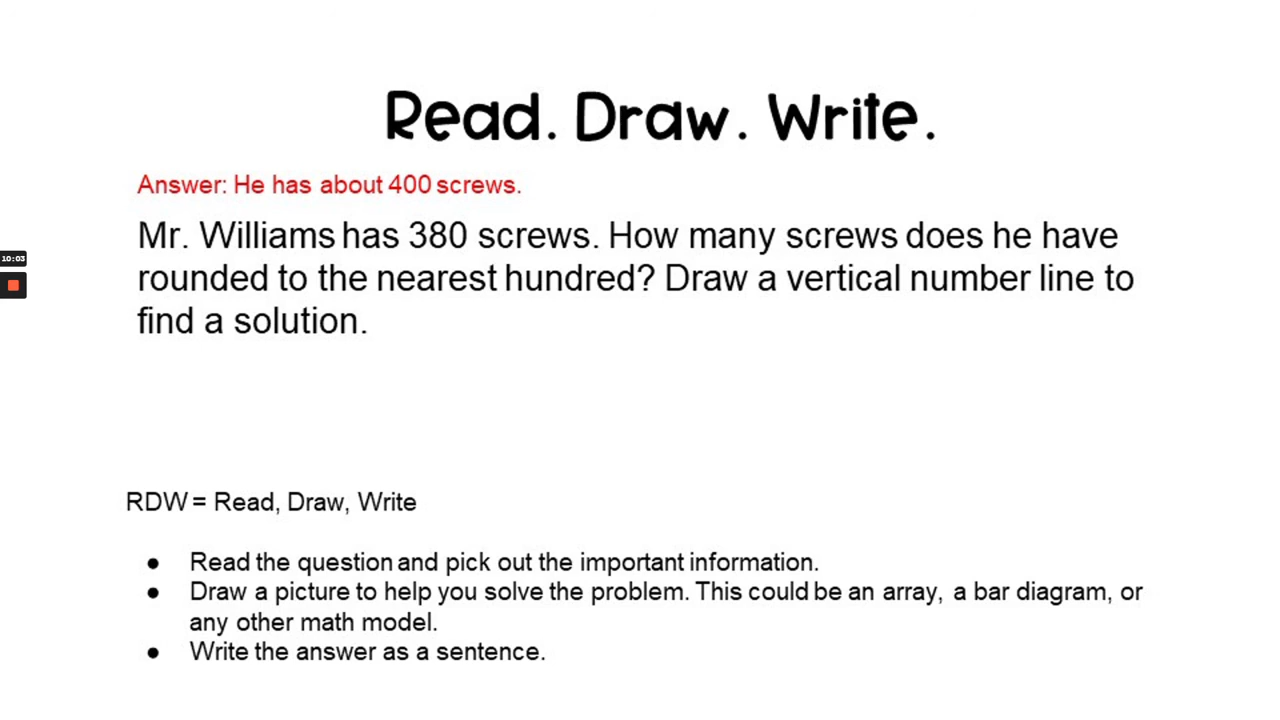 Read. Draw. Write.
Answer: He has about 400 screws.
Mr. Williams has 380 screws. How many screws does he have
rounded to the nearest hundred? Draw a vertical number line to
find a solution.
10:03
RDW = Read, Draw, Write
● Read the question and pick out the important information.
● Draw a picture to help you solve the problem. This could be an array, a bar diagram, or
any other math model.
● Write the answer as a sentence.